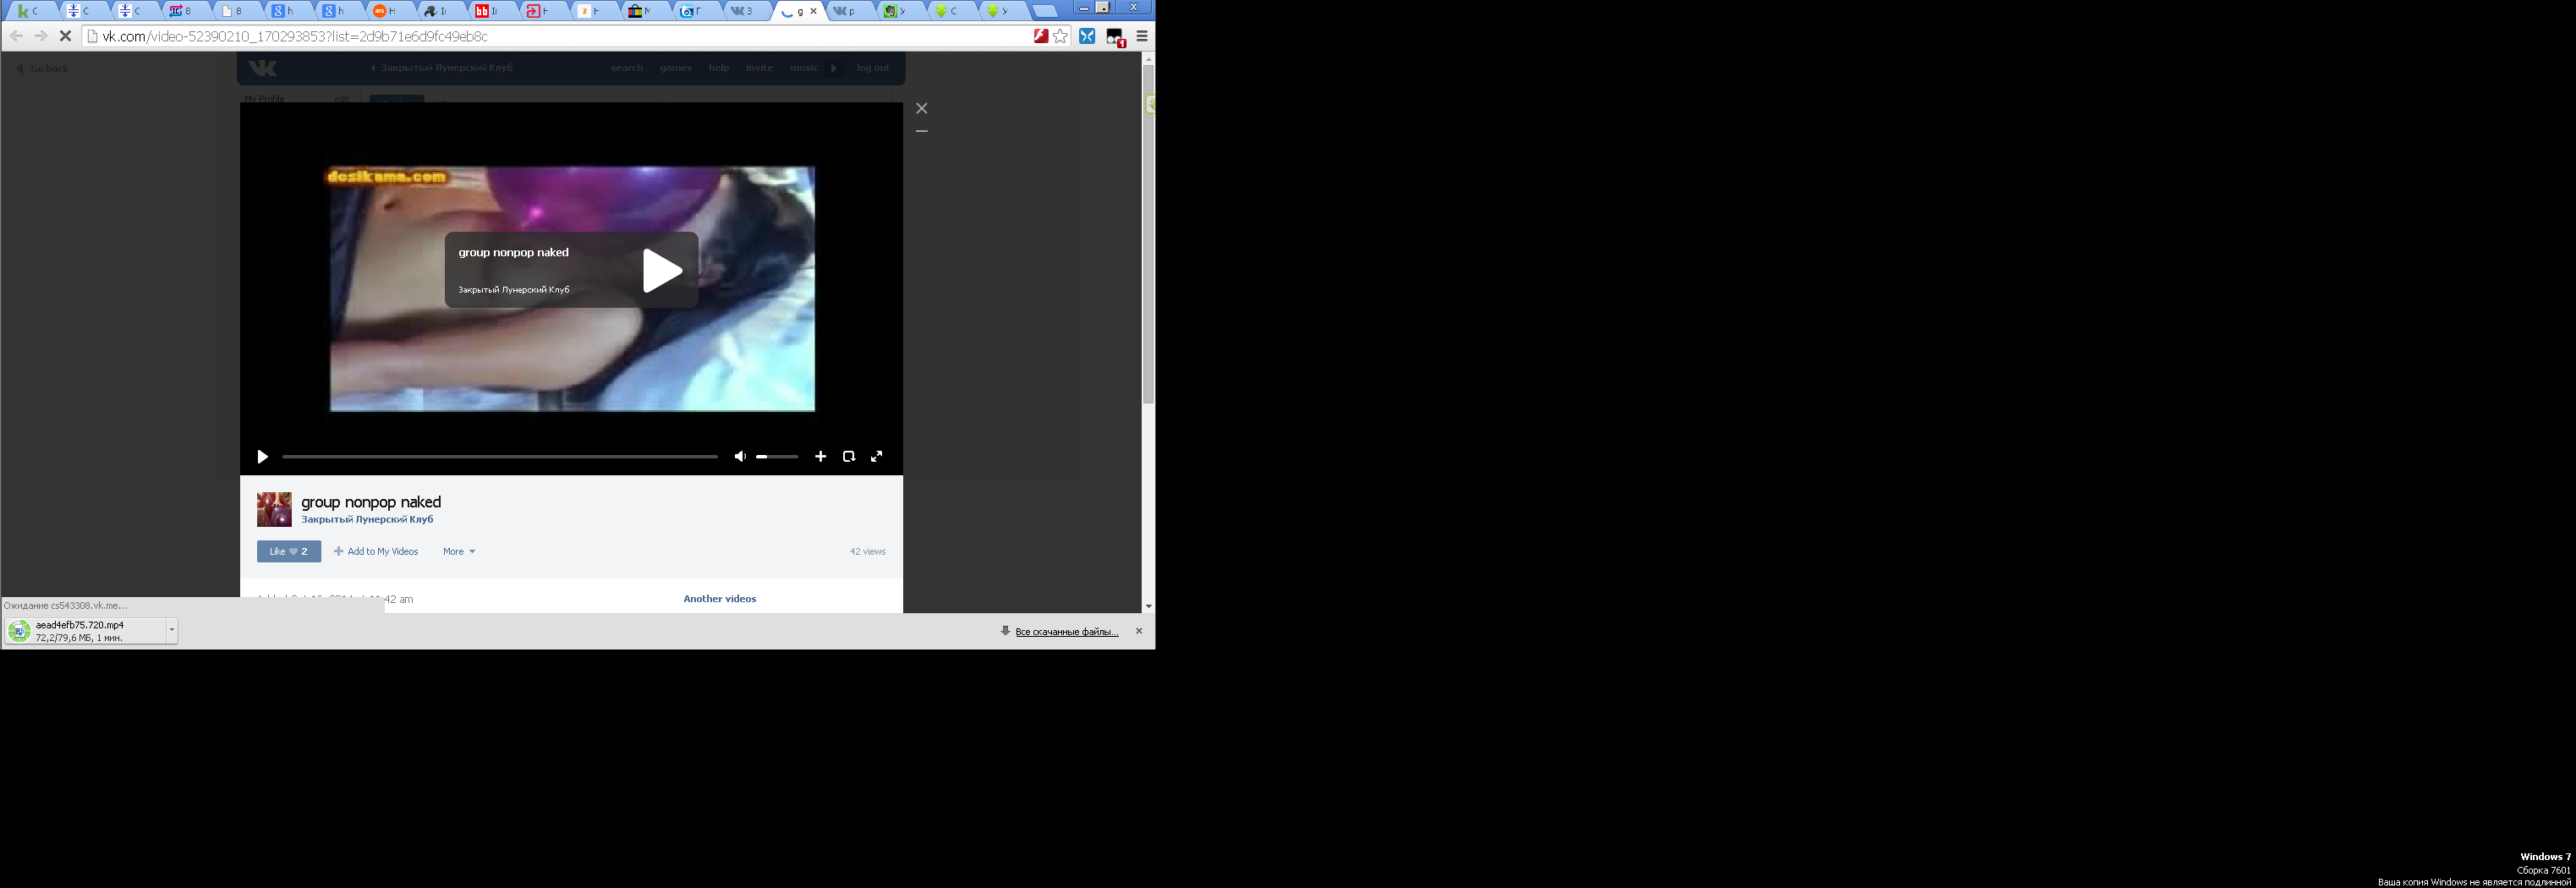 vk.com/video-52390210_170293853?list=2d9b71e6d9fc49eb8c
Go back
Закрытый Лунерский Клуб
search games help invite music log out
My Profile edit
desikama.com
group nonpop naked
Закрытый Лунерский Клуб
group nonpop naked
Закрытый Лунерский Клуб
Like 2
Add to My Videos
More
42 views
42 am
Another videos
Ожидание cs543308.vk.me...
aead4efb75.720.mp4
72,2/79,6 МБ, 1 мин.
Все скачанные файлы...
Windows 7
Сборка 7601
Ваша копия Windows не является подлинной